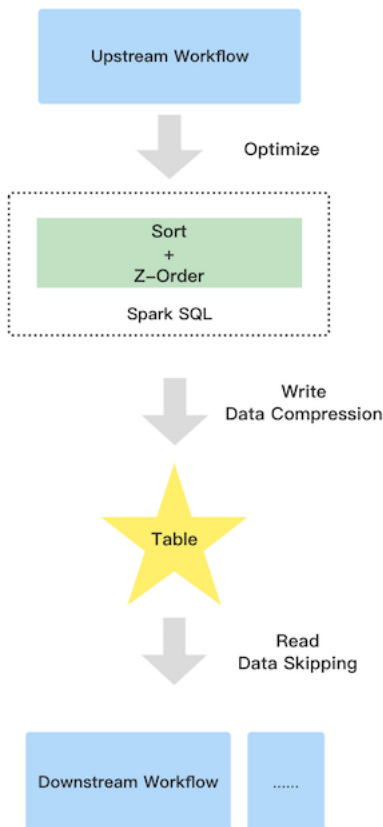 Upstream Workflow
Optimize
Sort
+
Z-Order
Spark SQL
Write
Data Compression
Table
Read
Data Skipping
Downstream Workflow
......